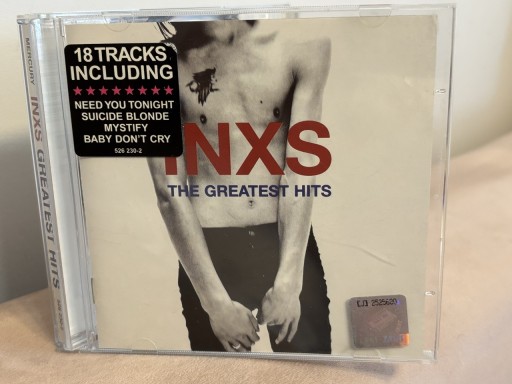 18 TRACKS
INCLUDING
NEED YOU TONIGHT
SUICIDE BLONDE
MYSTIFY
BABY DON'T CRY
526 230-2
INXS
THE GREATEST HITS
MERCURY
INXS GREATEST HITS